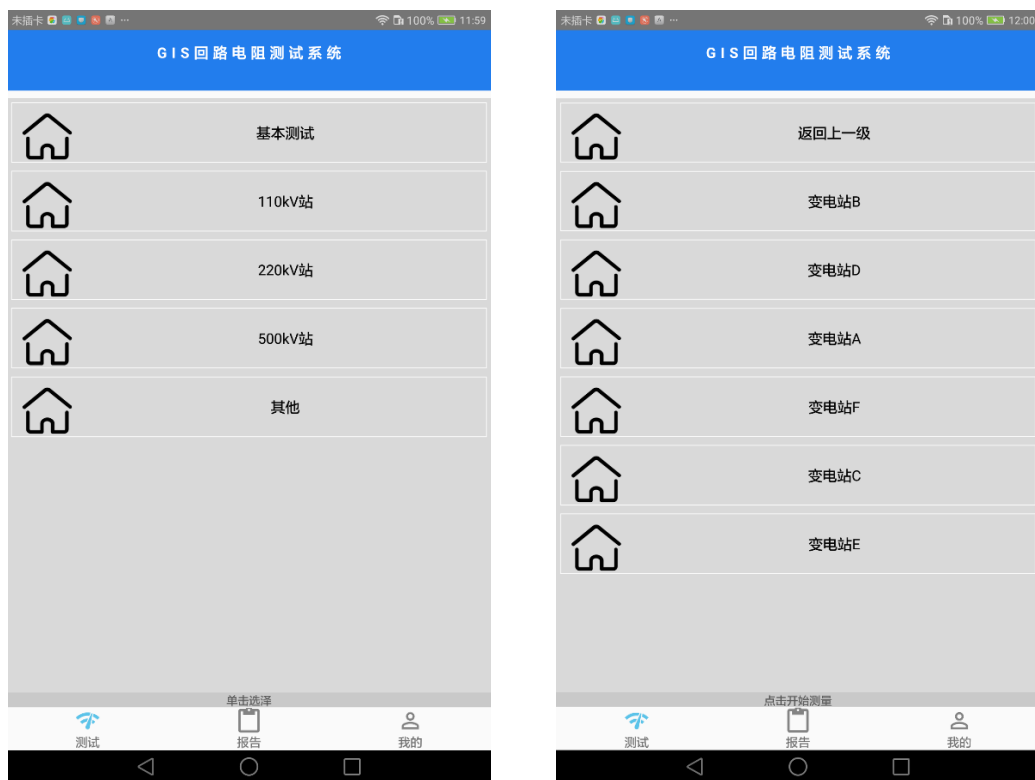 未插卡 100% 11:59
GIS回路电阻测试系统
基本测试
110kV站
220kV站
500kV站
其他
单击选泽
测试 报告 我的
未插卡 100% 12:00
GIS回路电阻测试系统
返回上一级
变电站B
变电站D
变电站A
变电站F
变电站C
变电站E
点击开始测量
测试 报告 我的